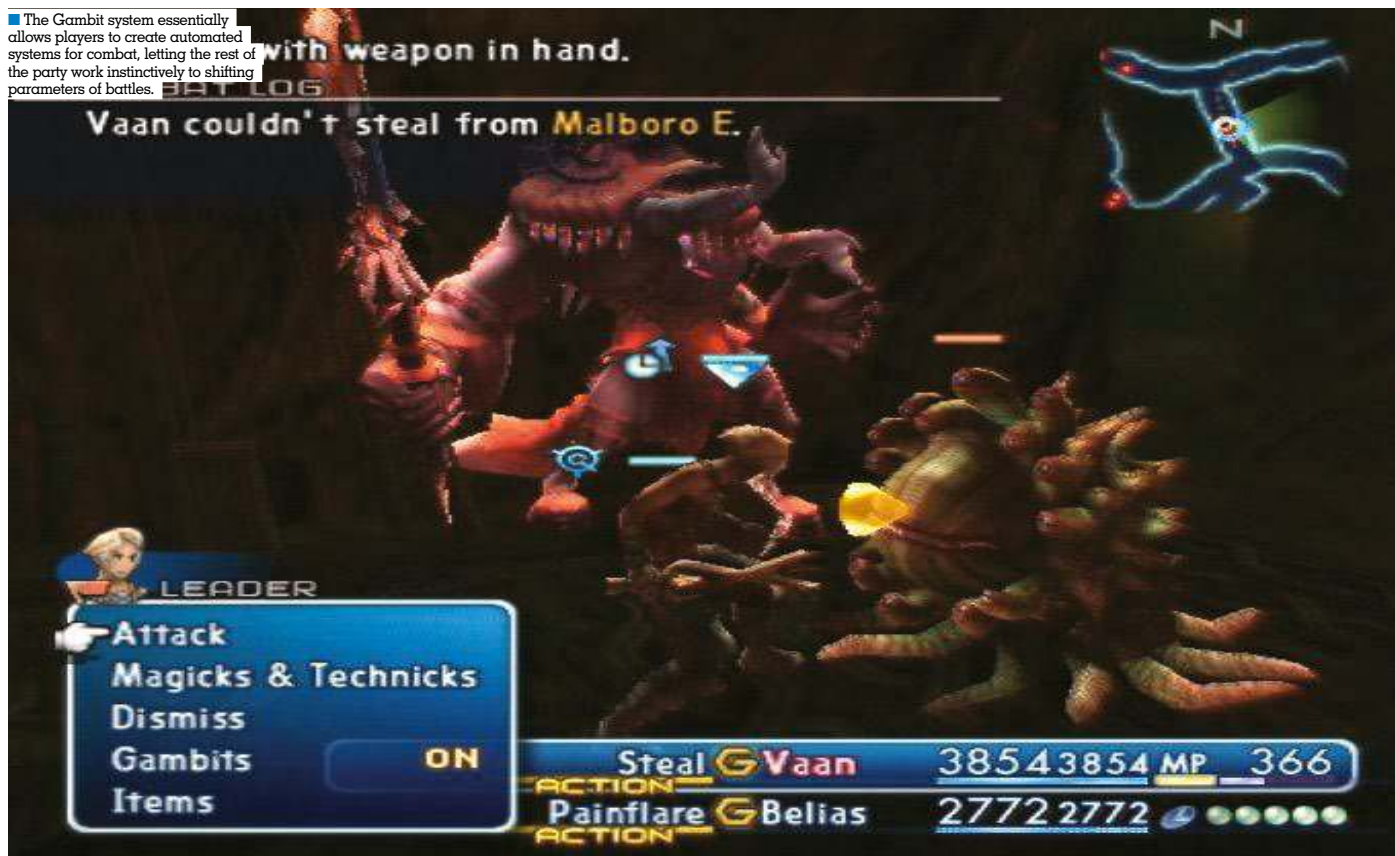 ■ The Gambit system essentially
allows players to create automated
systems for combat, letting the rest of
the party work instinctively to shifting
parameters of battles.
with weapon in hand.
LOG
Vaan couldn't steal from Malboro E.
N
LEADER
Attack
Magicks & Technicks
Dismiss
Gambits ON
Items
Steal G Vaan 3854 3854 MP 366
ACTION
Painflare G Belias 2772 2772
ACTION